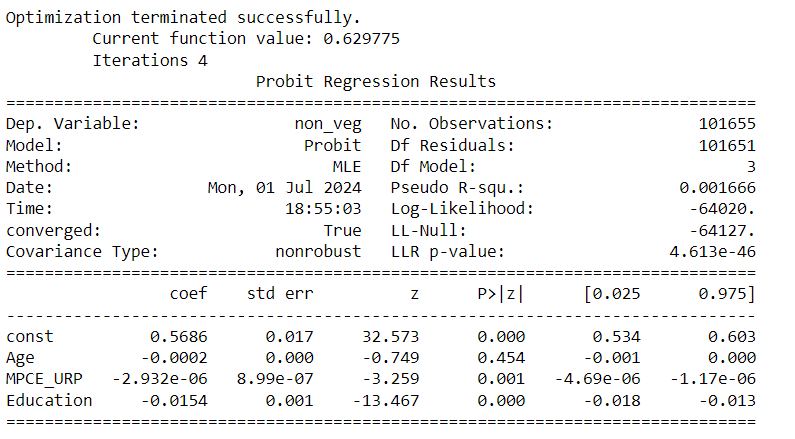 Optimization terminated successfully.
         Current function value: 0.629775
         Iterations 4
                          Probit Regression Results
==============================================================================
Dep. Variable:                non_veg   No. Observations:               101655
Model:                         Probit   Df Residuals:                   101651
Method:                           MLE   Df Model:                            3
Date:                Mon, 01 Jul 2024   Pseudo R-squ.:                0.001666
Time:                        18:55:03   Log-Likelihood:                -64020.
converged:                       True   LL-Null:                       -64127.
Covariance Type:            nonrobust   LLR p-value:                 4.613e-46
==============================================================================
                 coef    std err          z      P>|z|      [0.025      0.975]
------------------------------------------------------------------------------
const          0.5686      0.017     32.573      0.000       0.534       0.603
Age           -0.0002      0.000     -0.749      0.454      -0.001       0.000
MPCE_URP   -2.932e-06   8.99e-07     -3.259      0.001   -4.69e-06   -1.17e-06
Education     -0.0154      0.001    -13.467      0.000      -0.018      -0.013
==============================================================================